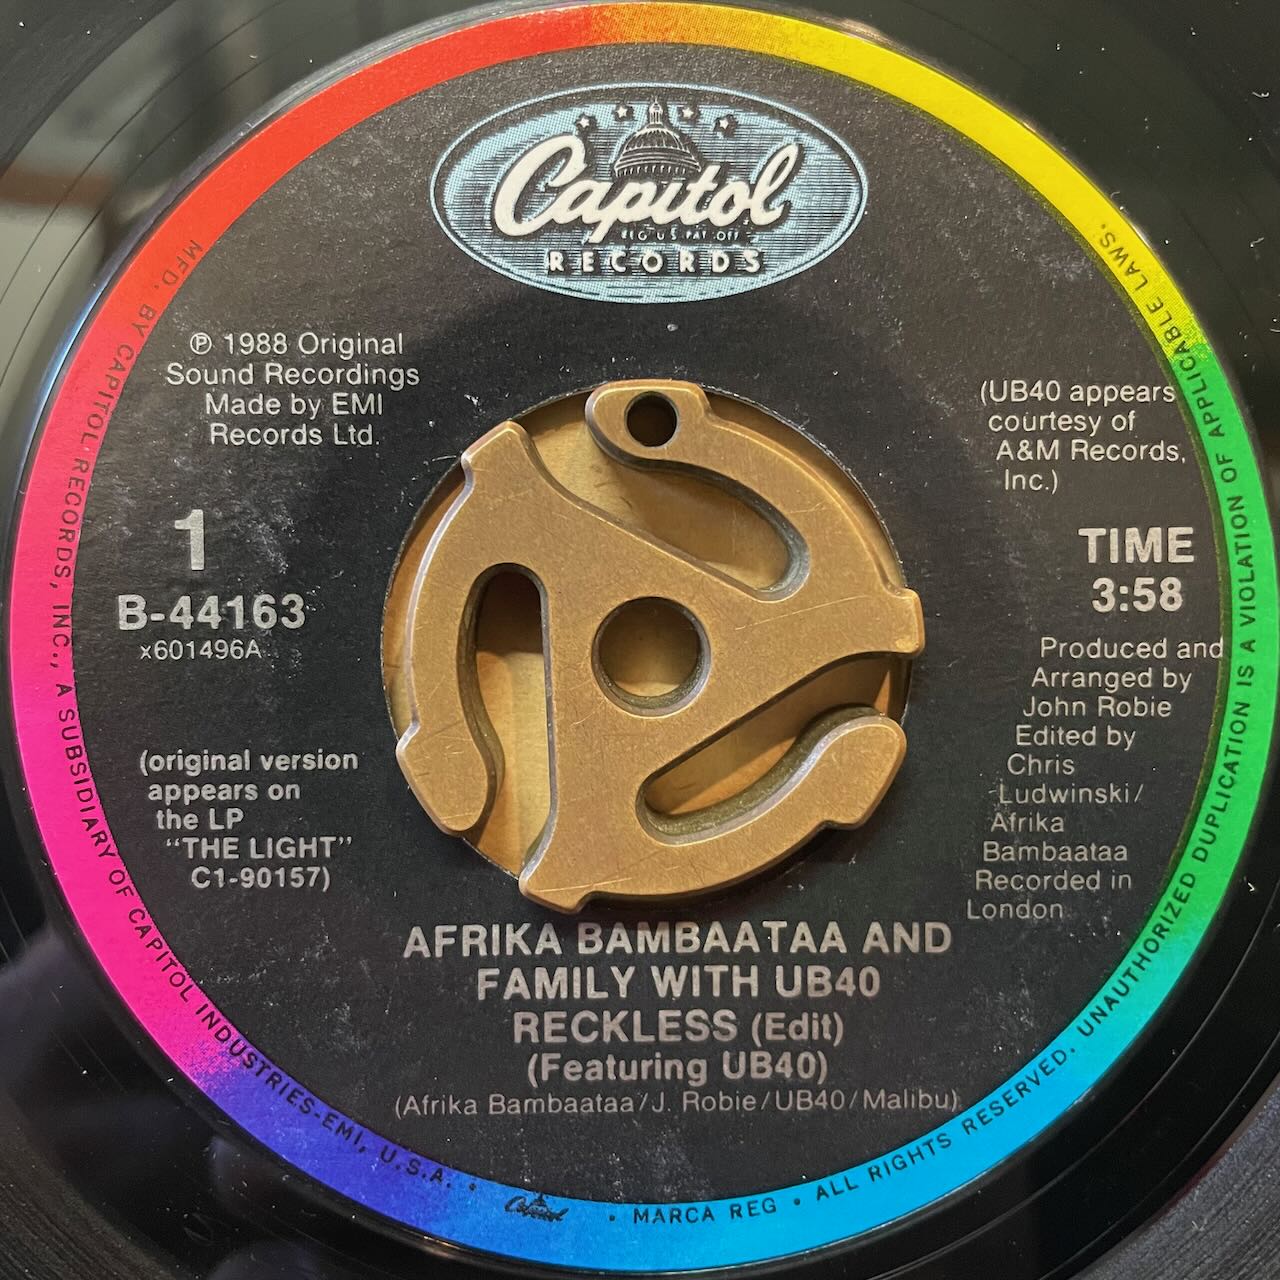 Capitol
REG. U.S. PAT. OFF.
RECORDS
℗ 1988 Original
Sound Recordings
Made by EMI
Records Ltd.
1
B-44163
x601496A
(original version
appears on
the LP
“THE LIGHT”
C1-90157)
(UB40 appears
courtesy of
A&M Records,
Inc.)
TIME
3:58
Produced and
Arranged by
John Robie
Edited by
Chris
Ludwinski/
Afrika
Bambaataa
Recorded in
London
AFRIKA BAMBAATAA AND
FAMILY WITH UB40
RECKLESS (Edit)
(Featuring UB40)
(Afrika Bambaataa/J. Robie/UB40/Malibu)
MFD. BY CAPITOL RECORDS, INC., A SUBSIDIARY OF CAPITOL INDUSTRIES-EMI, U.S.A. • Capitol • MARCA REG • ALL RIGHTS RESERVED. UNAUTHORIZED DUPLICATION IS A VIOLATION OF APPLICABLE LAWS.